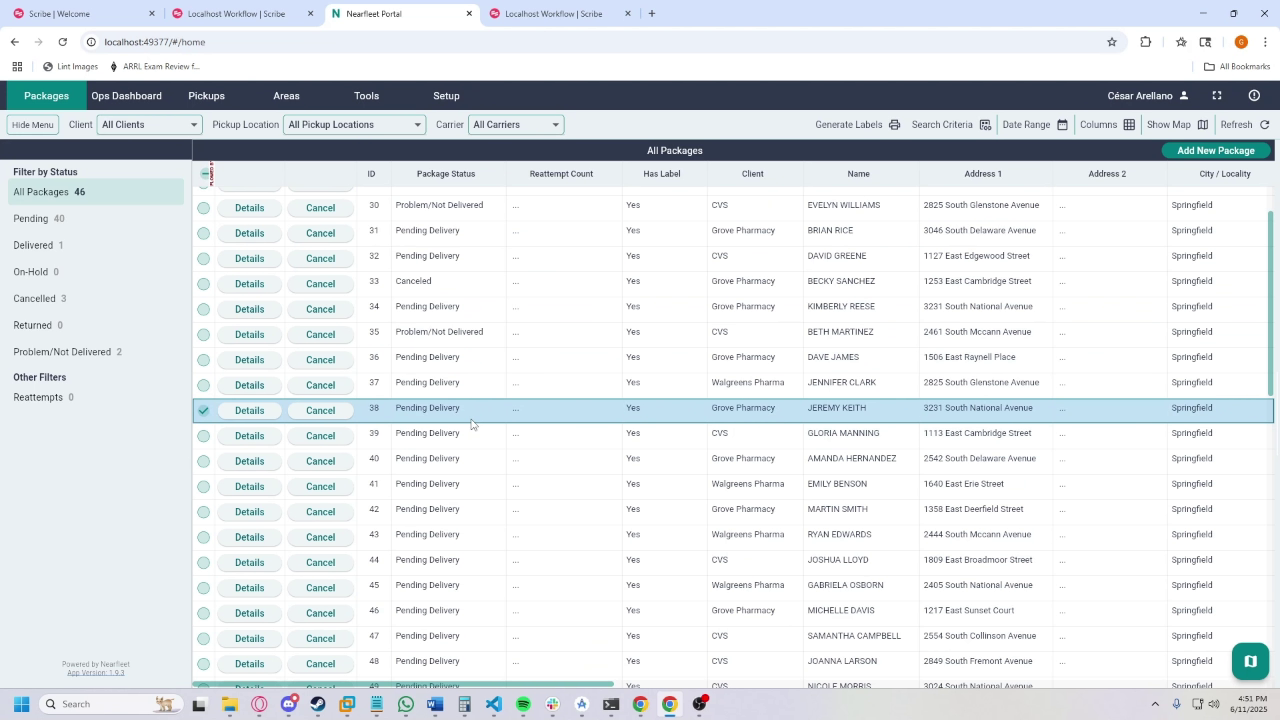 Scribe | Welcome
Localhost Workflow | Scribe
Nearfleet Portal
Localhost Workflow | Scribe
localhost:49377/#/home
Lint Images
ARRL Exam Review f...
All Bookmarks
Packages
Ops Dashboard
Pickups
Areas
Tools
Setup
César Arellano
Hide Menu
Client All Clients
Pickup Location All Pickup Locations
Carrier All Carriers
Generate Labels
Search Criteria
Date Range
Columns
Show Map
Refresh
All Packages
Add New Package
Filter by Status
All Packages 46
Pending 40
Delivered 1
On-Hold 0
Cancelled 3
Returned 0
Problem/Not Delivered 2
Other Filters
Reattempts 0
ID Package Status Reattempt Count Has Label Client Name Address 1 Address 2 City / Locality
Details Cancel 30 Problem/Not Delivered ... Yes CVS EVELYN WILLIAMS 2825 South Glenstone Avenue ... Springfield
Details Cancel 31 Pending Delivery ... Yes Grove Pharmacy BRIAN RICE 3046 South Delaware Avenue ... Springfield
Details Cancel 32 Pending Delivery ... Yes CVS DAVID GREENE 1127 East Edgewood Street ... Springfield
Details Cancel 33 Canceled ... Yes Grove Pharmacy BECKY SANCHEZ 1253 East Cambridge Street ... Springfield
Details Cancel 34 Pending Delivery ... Yes Grove Pharmacy KIMBERLY REESE 3231 South National Avenue ... Springfield
Details Cancel 35 Problem/Not Delivered ... Yes CVS BETH MARTINEZ 2461 South Mccann Avenue ... Springfield
Details Cancel 36 Pending Delivery ... Yes Grove Pharmacy DAVE JAMES 1506 East Raynell Place ... Springfield
Details Cancel 37 Pending Delivery ... Yes Walgreens Pharma JENNIFER CLARK 2825 South Glenstone Avenue ... Springfield
Details Cancel 38 Pending Delivery ... Yes Grove Pharmacy JEREMY KEITH 3231 South National Avenue ... Springfield
Details Cancel 39 Pending Delivery ... Yes CVS GLORIA MANNING 1113 East Cambridge Street ... Springfield
Details Cancel 40 Pending Delivery ... Yes Grove Pharmacy AMANDA HERNANDEZ 2542 South Delaware Avenue ... Springfield
Details Cancel 41 Pending Delivery ... Yes Walgreens Pharma EMILY BENSON 1640 East Erie Street ... Springfield
Details Cancel 42 Pending Delivery ... Yes Grove Pharmacy MARTIN SMITH 1358 East Deerfield Street ... Springfield
Details Cancel 43 Pending Delivery ... Yes Walgreens Pharma RYAN EDWARDS 2444 South Mccann Avenue ... Springfield
Details Cancel 44 Pending Delivery ... Yes CVS JOSHUA LLOYD 1809 East Broadmoor Street ... Springfield
Details Cancel 45 Pending Delivery ... Yes Walgreens Pharma GABRIELA OSBORN 2405 South National Avenue ... Springfield
Details Cancel 46 Pending Delivery ... Yes Grove Pharmacy MICHELLE DAVIS 1217 East Sunset Court ... Springfield
Details Cancel 47 Pending Delivery ... Yes CVS SAMANTHA CAMPBELL 2554 South Collinson Avenue ... Springfield
Details Cancel 48 Pending Delivery ... Yes CVS JOANNA LARSON 2849 South Fremont Avenue ... Springfield
Yes CVS NICOLE MORRIS 3024 South National Avenue ... Springfield
Powered by Nearfleet
App Version: 1.9.3
Search
4:51 PM
6/11/2025